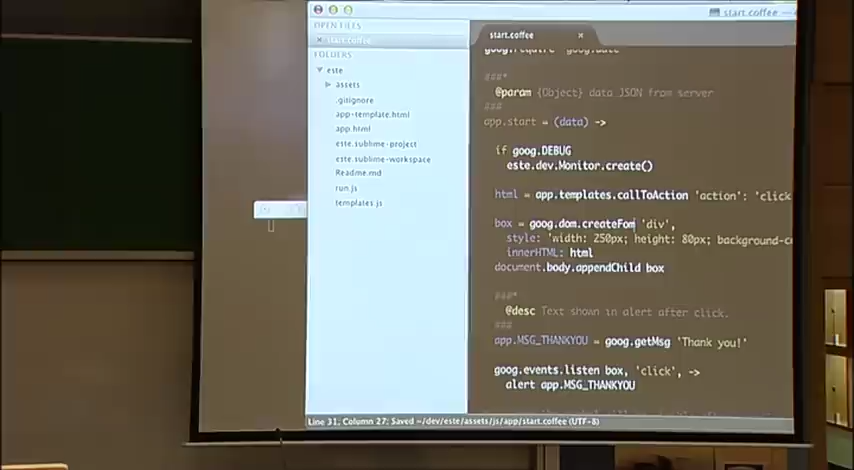 start.coffee
OPEN FILES
× start.coffee
FOLDERS
este
assets
.gitignore
app-template.html
app.html
este.sublime-project
este.sublime-workspace
Readme.md
run.js
templates.js
start.coffee ×
goog.require
###*
@param {Object} data JSON from server
###
app.start = (data) ->
if goog.DEBUG
este.dev.Monitor.create()
html = app.templates.callToAction 'action': 'click
box = goog.dom.createFom 'div',
style: 'width: 250px; height: 80px; background-c
innerHTML: html
document.body.appendChild box
###*
@desc Text shown in alert after click.
###
app.MSG_THANKYOU = goog.getMsg 'Thank you!'
goog.events.listen box, 'click', ->
alert app.MSG_THANKYOU
Line 31, Column 27; Saved ~/dev/este/assets/js/app/start.coffee (UTF-8)